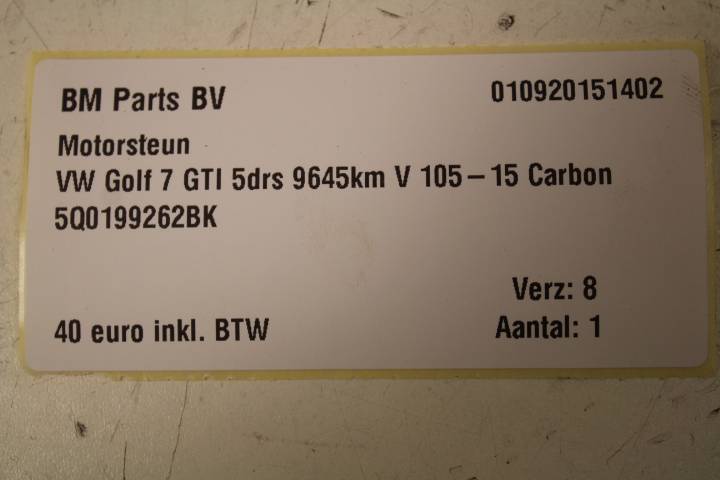 BM Parts BV 010920151402
Motorsteun
VW Golf 7 GTI 5drs 9645km V 105-15 Carbon
5Q0199262BK
Verz: 8
40 euro inkl. BTW Aantal: 1